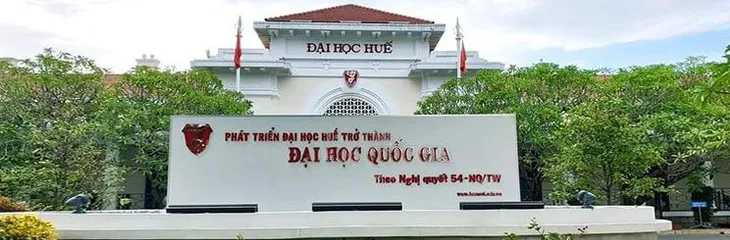 ĐẠI HỌC HUẾ
PHÁT TRIỂN ĐẠI HỌC HUẾ TRỞ THÀNH
ĐẠI HỌC QUỐC GIA
Theo Nghị quyết 54-NQ/TW